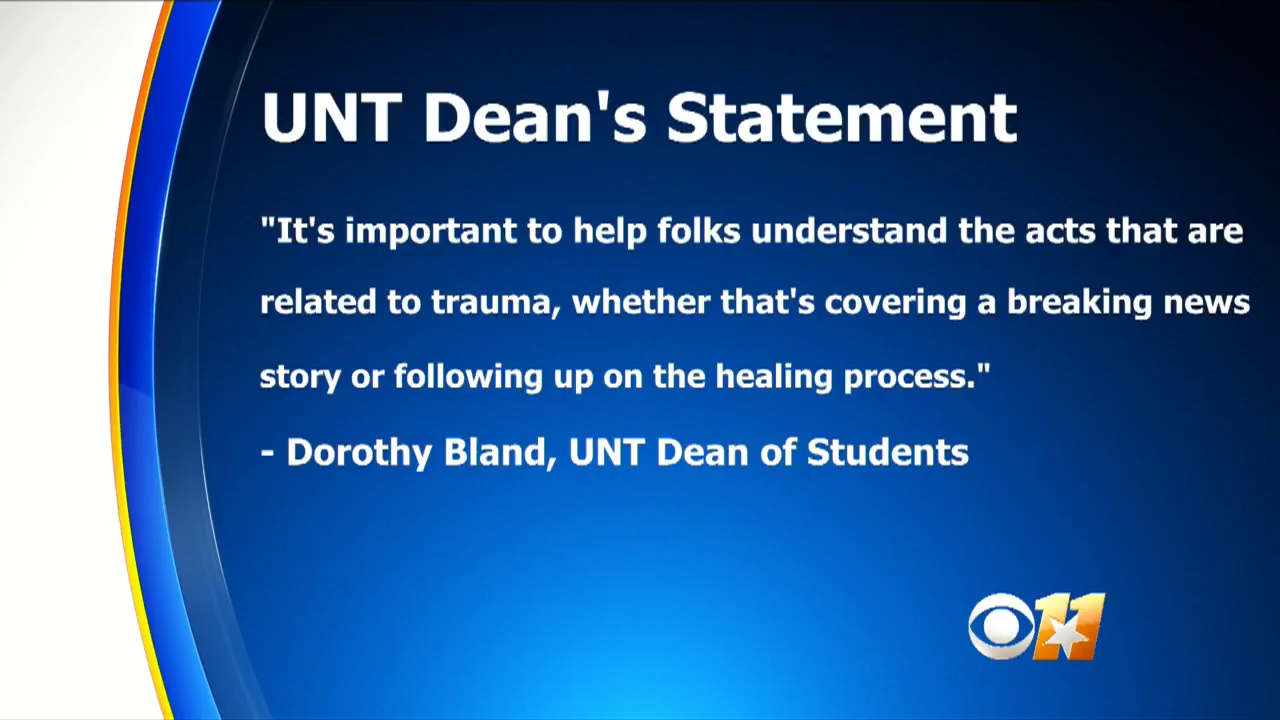 UNT Dean's Statement
"It's important to help folks understand the acts that are
related to trauma, whether that's covering a breaking news
story or following up on the healing process."
- Dorothy Bland, UNT Dean of Students
11